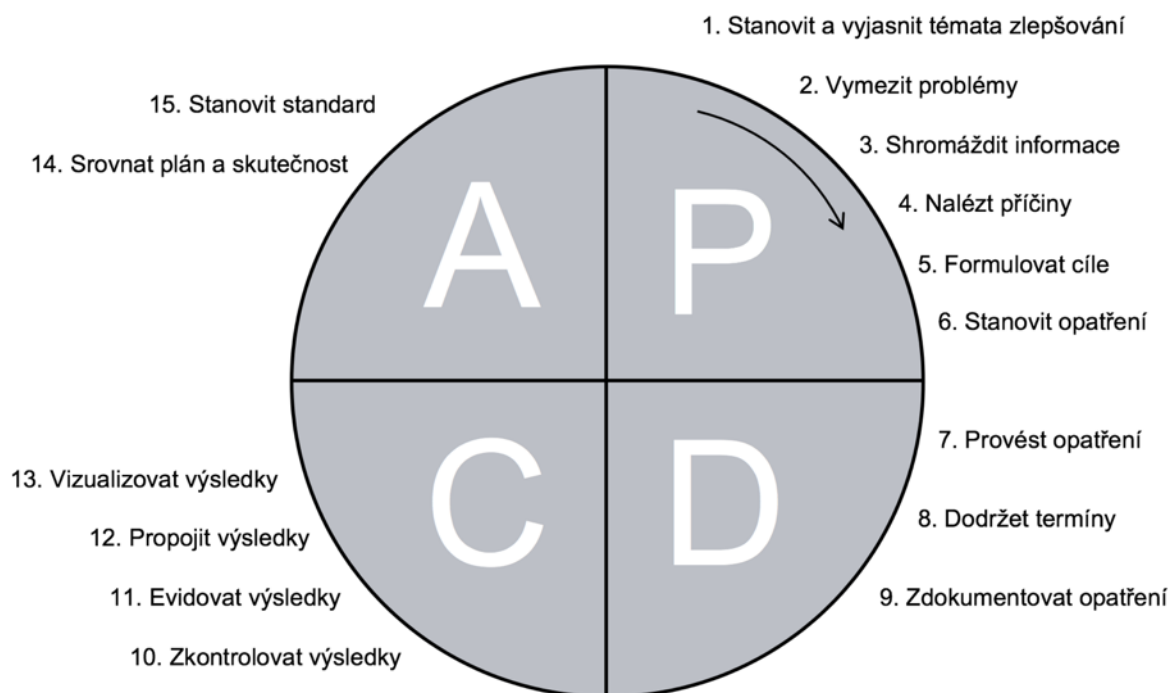 1. Stanovit a vyjasnit témata zlepšování
2. Vymezit problémy
3. Shromáždit informace
4. Nalézt příčiny
5. Formulovat cíle
6. Stanovit opatření
7. Provést opatření
8. Dodržet termíny
9. Zdokumentovat opatření
10. Zkontrolovat výsledky
11. Evidovat výsledky
12. Propojit výsledky
13. Vizualizovat výsledky
14. Srovnat plán a skutečnost
15. Stanovit standard
P
D
C
A